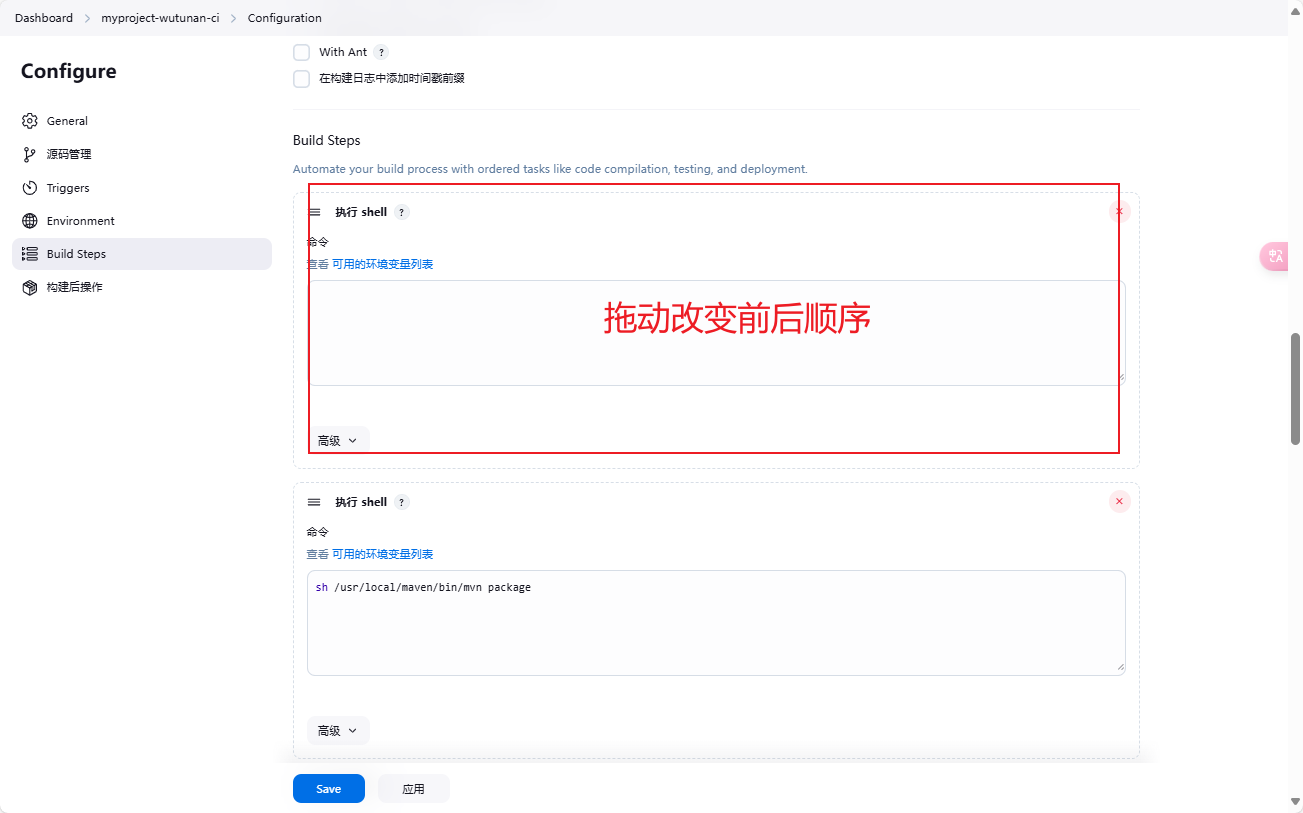 Dashboard > myproject-wutunan-ci > Configuration
Configure
General
源码管理
Triggers
Environment
Build Steps
构建后操作
With Ant ?
在构建日志中添加时间戳前缀
Build Steps
Automate your build process with ordered tasks like code compilation, testing, and deployment.
执行 shell ?
命令
查看 可用的环境变量列表
拖动改变前后顺序
高级
执行 shell ?
命令
查看 可用的环境变量列表
sh /usr/local/maven/bin/mvn package
高级
Save
应用